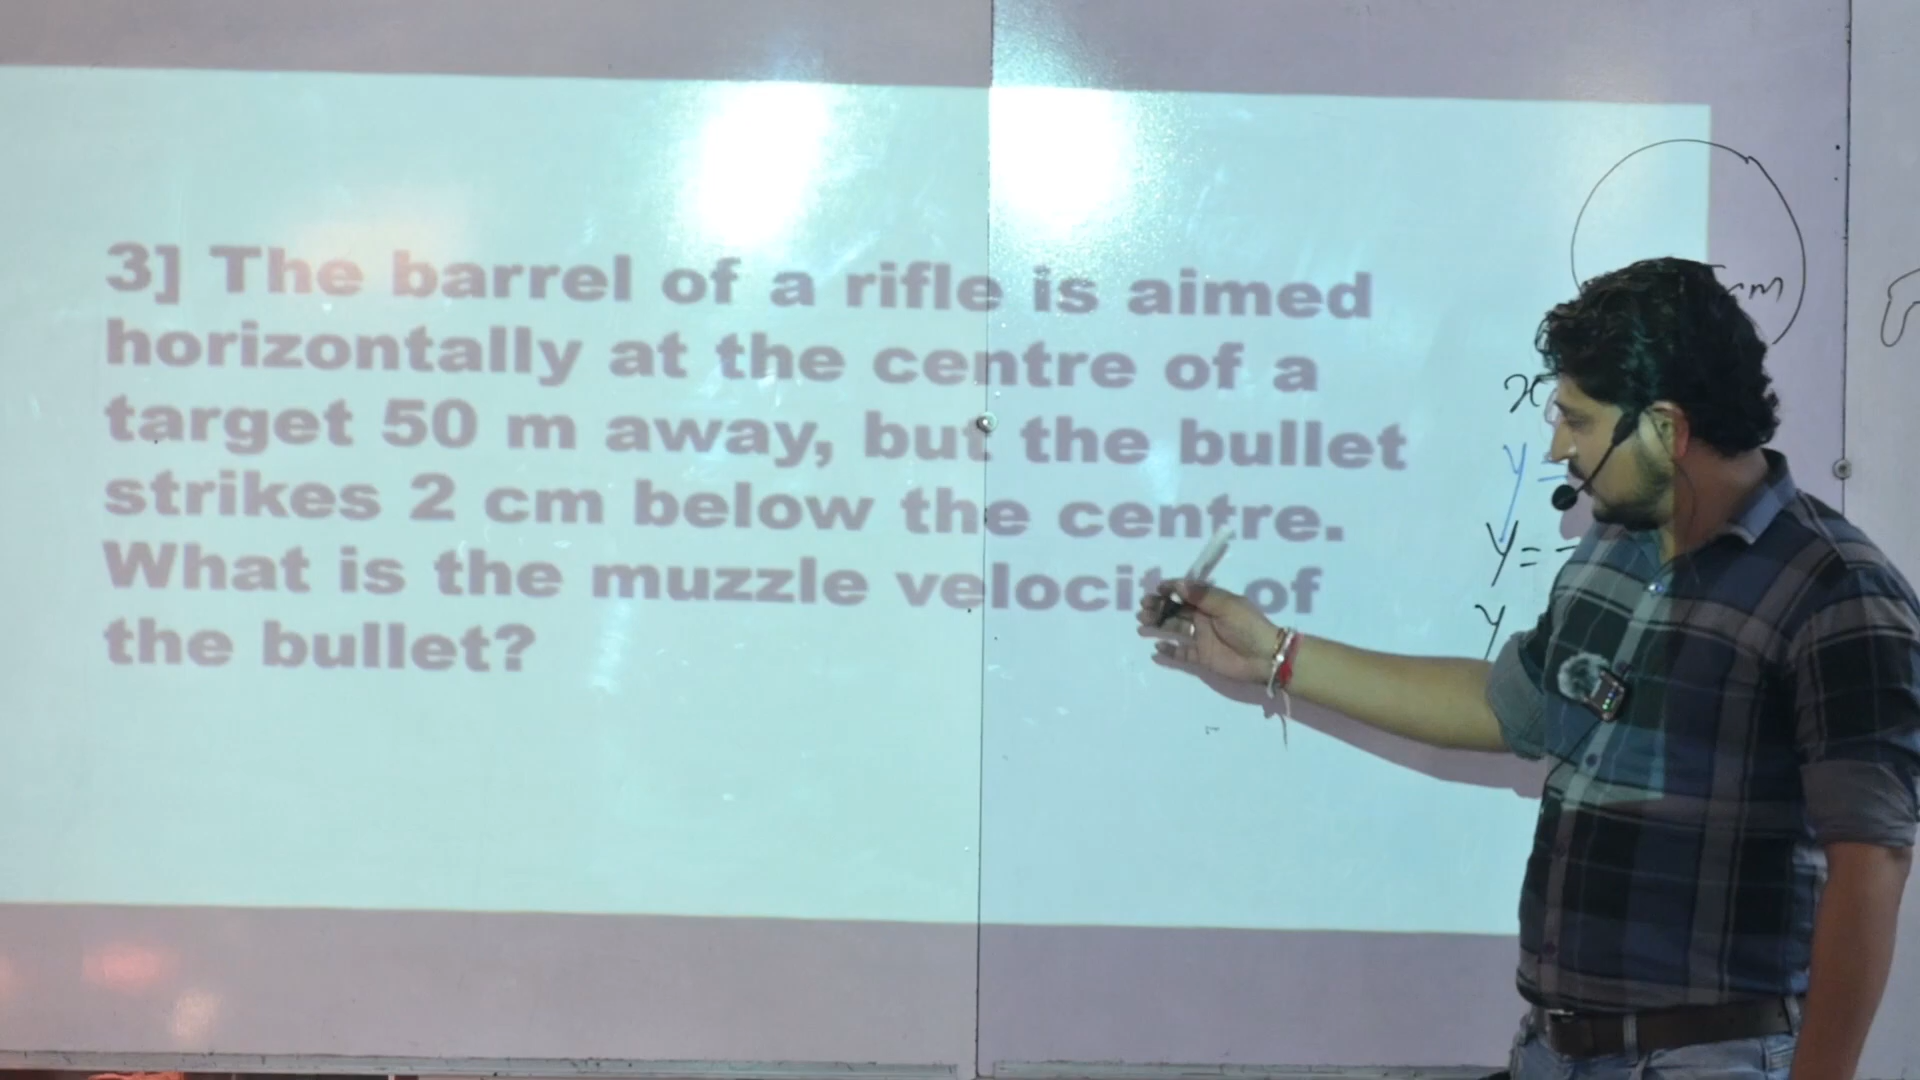 3] The barrel of a rifle is aimed
horizontally at the centre of a
target 50 m away, but the bullet
strikes 2 cm below the centre.
What is the muzzle velocity of
the bullet?
x
y =
y = -
y